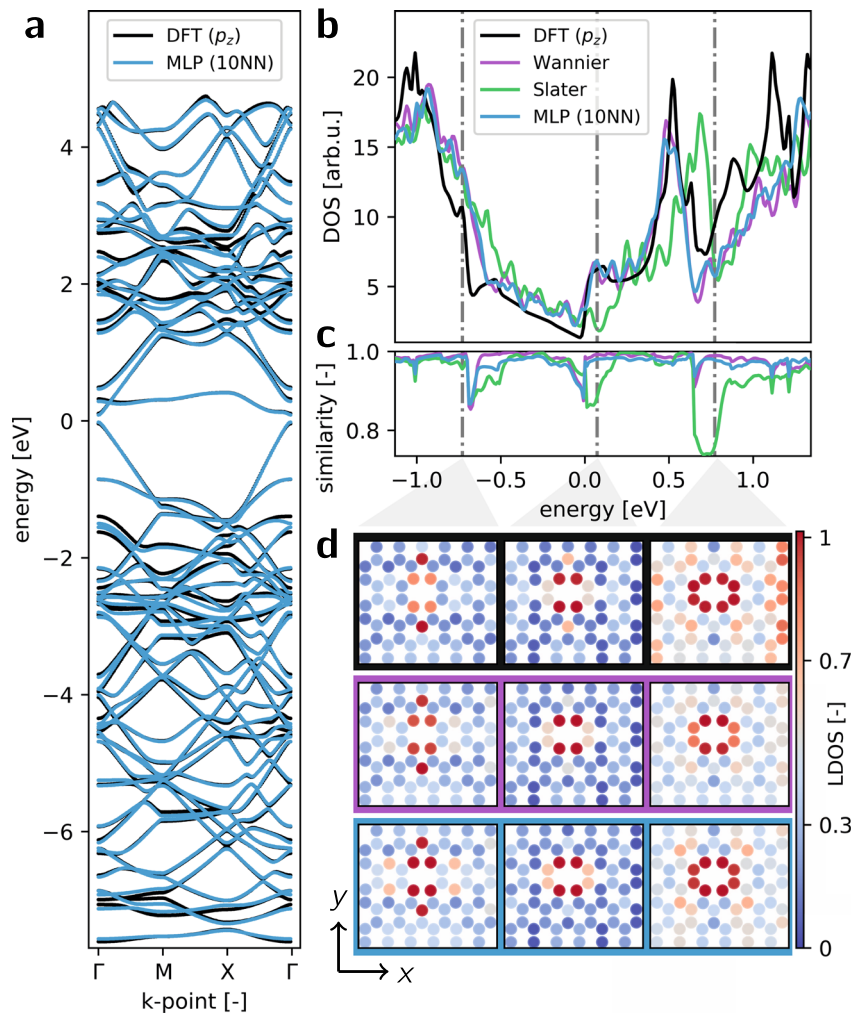 a
DFT (pz)
MLP (10NN)
energy [eV]
4
2
0
−2
−4
−6
Γ
M
X
Γ
k-point [-]
b
DFT (pz)
Wannier
Slater
MLP (10NN)
DOS [arb.u.]
20
15
10
5
c
similarity [-]
1.0
0.8
−1.0
−0.5
0.0
0.5
1.0
energy [eV]
d
1
0.7
0.3
0
LDOS [-]
y
x